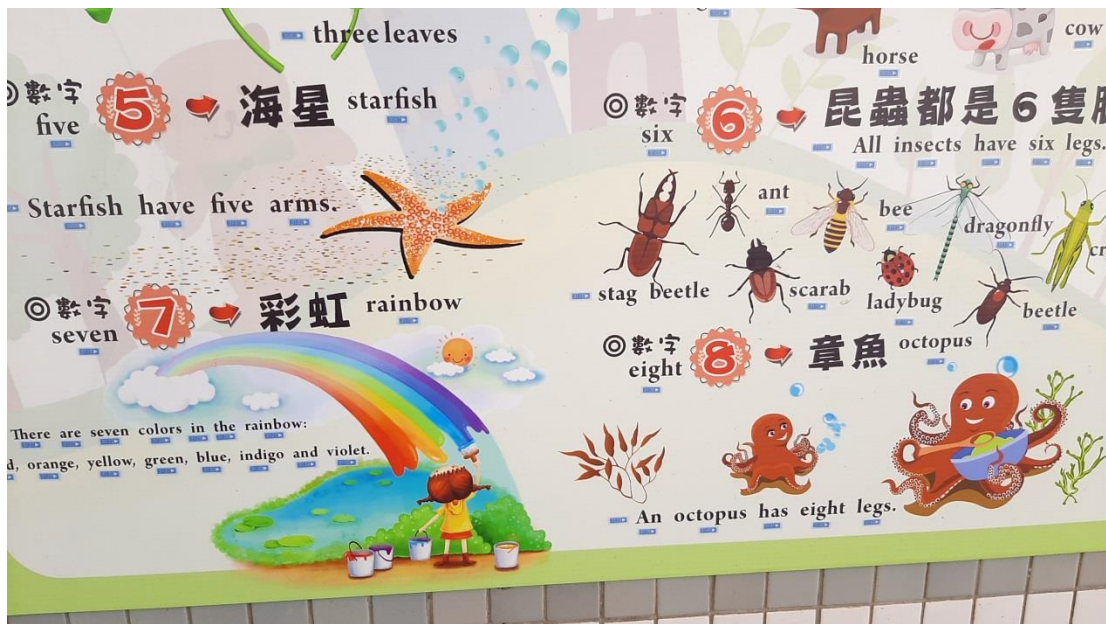 three leaves
horse
cow
數字 5 海星 starfish
five
Starfish have five arms.
數字 6 昆蟲都是6隻
six
All insects have six legs.
ant
bee
dragonfly
stag beetle
scarab
ladybug
beetle
數字 7 彩虹 rainbow
seven
There are seven colors in the rainbow:
orange, yellow, green, blue, indigo and violet.
數字 8 章魚 octopus
eight
An octopus has eight legs.